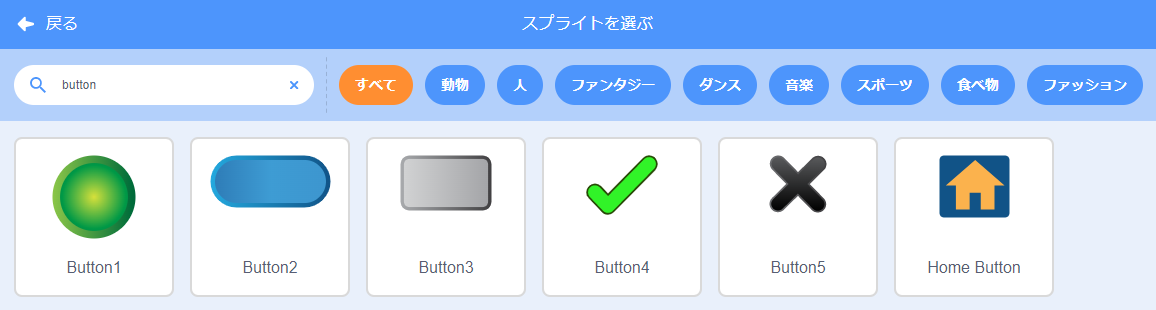 戻る
スプライトを選ぶ
button
すべて
動物
人
ファンタジー
ダンス
音楽
スポーツ
食べ物
ファッション
Button1
Button2
Button3
Button4
Button5
Home Button